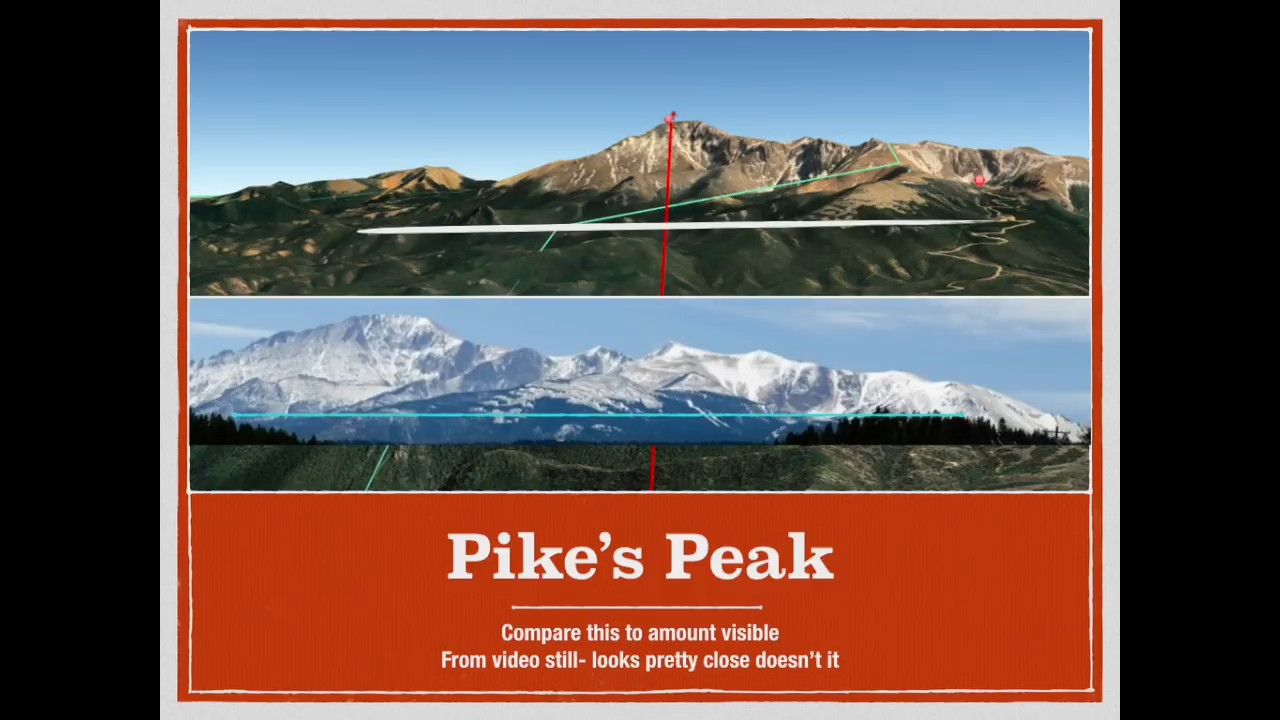 Pike’s Peak
Compare this to amount visible
From video still- looks pretty close doesn’t it